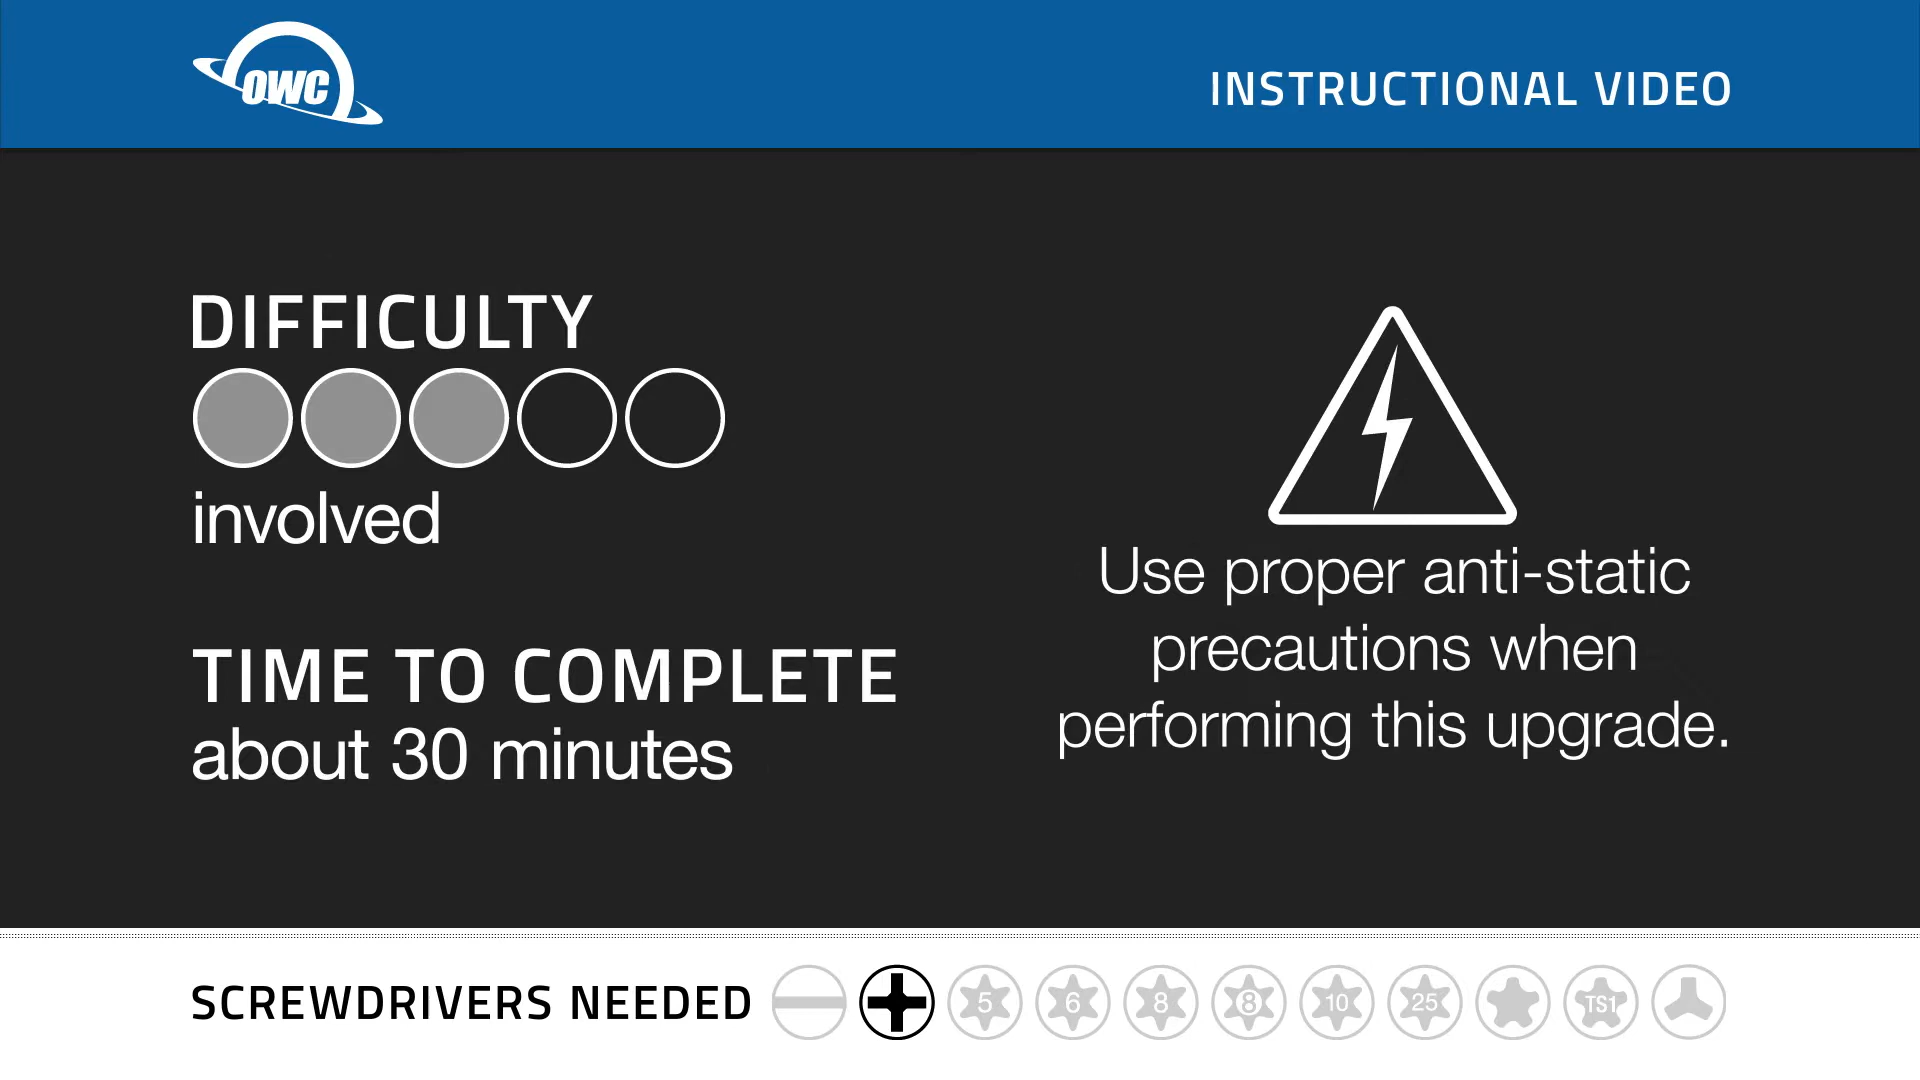 OWC
INSTRUCTIONAL VIDEO
DIFFICULTY
involved
TIME TO COMPLETE
about 30 minutes
Use proper anti-static
precautions when
performing this upgrade.
SCREWDRIVERS NEEDED 5 6 8 8 10 25 TS1